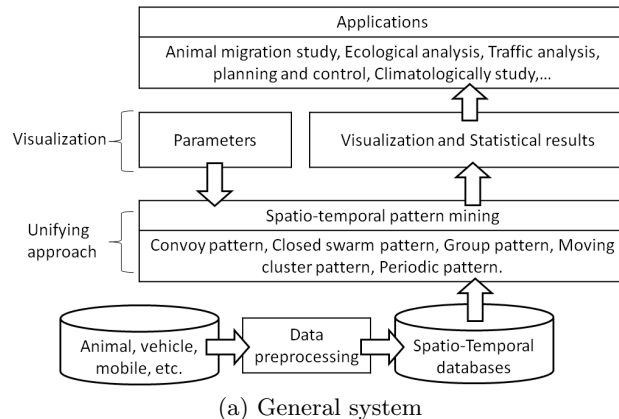 Applications
Animal migration study, Ecological analysis, Traffic analysis,
planning and control, Climatologically study,...
Visualization
Parameters
Visualization and Statistical results
Unifying
approach
Spatio-temporal pattern mining
Convoy pattern, Closed swarm pattern, Group pattern, Moving
cluster pattern, Periodic pattern.
Animal, vehicle,
mobile, etc.
Data
preprocessing
Spatio-Temporal
databases
(a) General system